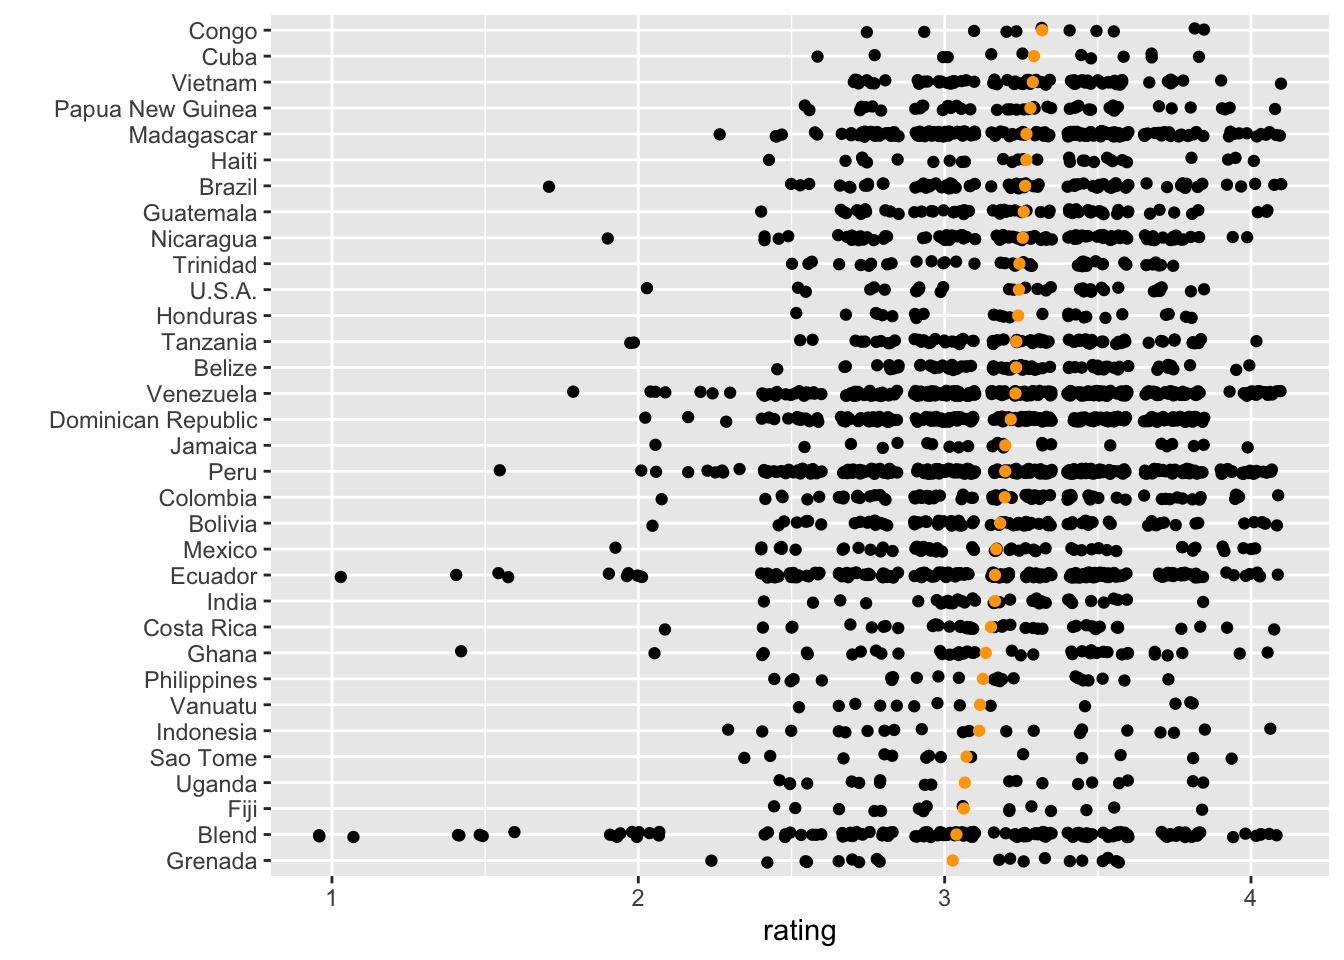 Congo
Cuba
Vietnam
Papua New Guinea
Madagascar
Haiti
Brazil
Guatemala
Nicaragua
Trinidad
U.S.A.
Honduras
Tanzania
Belize
Venezuela
Dominican Republic
Jamaica
Peru
Colombia
Bolivia
Mexico
Ecuador
India
Costa Rica
Ghana
Philippines
Vanuatu
Indonesia
Sao Tome
Uganda
Fiji
Blend
Grenada
1 2 3 4
rating